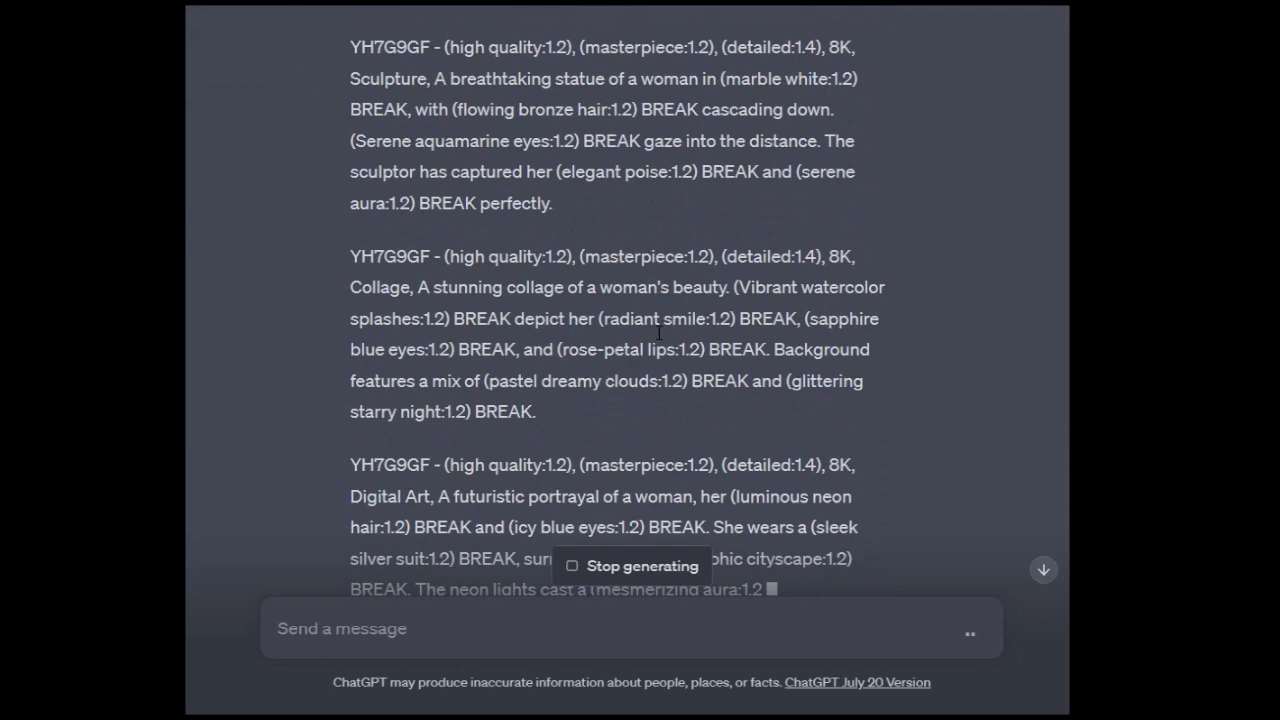 YH7G9GF - (high quality:1.2), (masterpiece:1.2), (detailed:1.4), 8K,
Sculpture, A breathtaking statue of a woman in (marble white:1.2)
BREAK, with (flowing bronze hair:1.2) BREAK cascading down.
(Serene aquamarine eyes:1.2) BREAK gaze into the distance. The
sculptor has captured her (elegant poise:1.2) BREAK and (serene
aura:1.2) BREAK perfectly.
YH7G9GF - (high quality:1.2), (masterpiece:1.2), (detailed:1.4), 8K,
Collage, A stunning collage of a woman's beauty. (Vibrant watercolor
splashes:1.2) BREAK depict her (radiant smile:1.2) BREAK, (sapphire
blue eyes:1.2) BREAK, and (rose-petal lips:1.2) BREAK. Background
features a mix of (pastel dreamy clouds:1.2) BREAK and (glittering
starry night:1.2) BREAK.
YH7G9GF - (high quality:1.2), (masterpiece:1.2), (detailed:1.4), 8K,
Digital Art, A futuristic portrayal of a woman, her (luminous neon
hair:1.2) BREAK and (icy blue eyes:1.2) BREAK. She wears a (sleek
silver suit:1.2) BREAK, cityscape:1.2)
Stop generating
BREAK. The neon lights cast a (mesmerizing aura:1.2
Send a message
ChatGPT may produce inaccurate information about people, places, or facts. ChatGPT July 20 Version